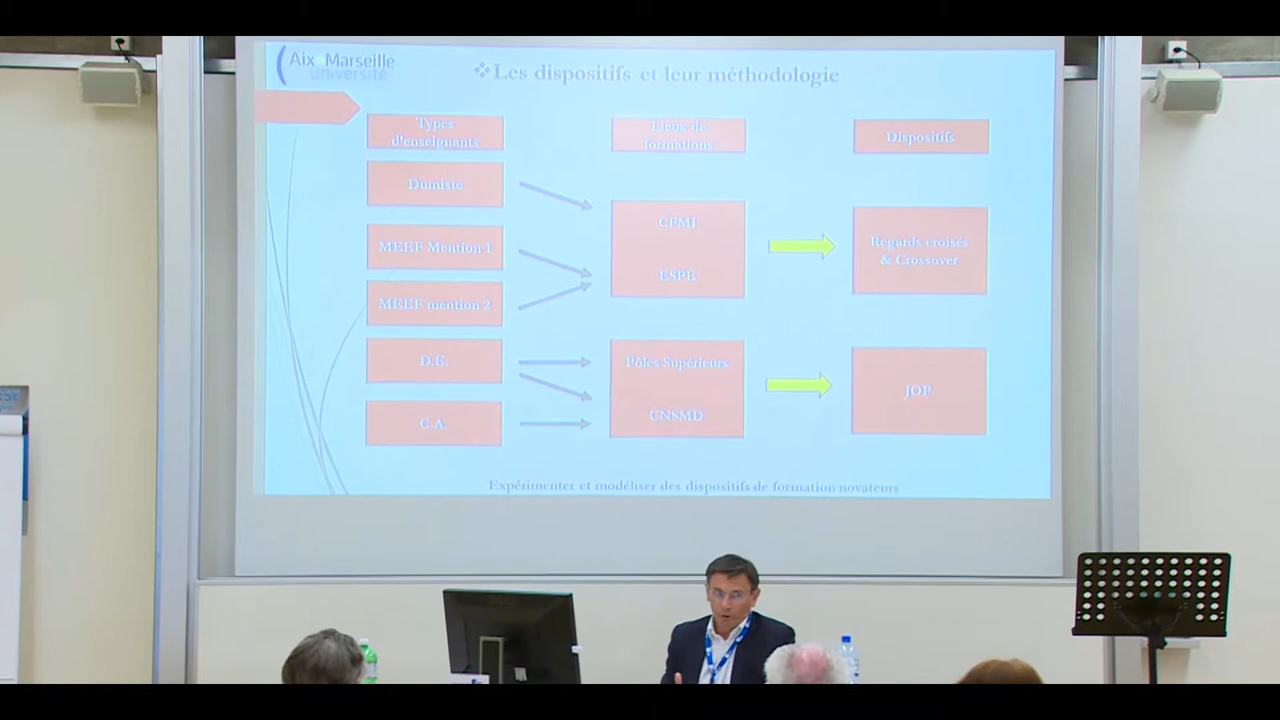 Aix Marseille
université
❖Les dispositifs et leur méthodologie
Types
d'enseignants
Lieux de
formations
Dispositifs
Dumiste
MEEF Mention 1
MEEF mention 2
D.E.
C.A.
CFMI
ESPE
Pôles Supérieurs
CNSMD
Regards croisés
& Crossover
JOP
Expérimenter et modéliser des dispositifs de formation novateurs